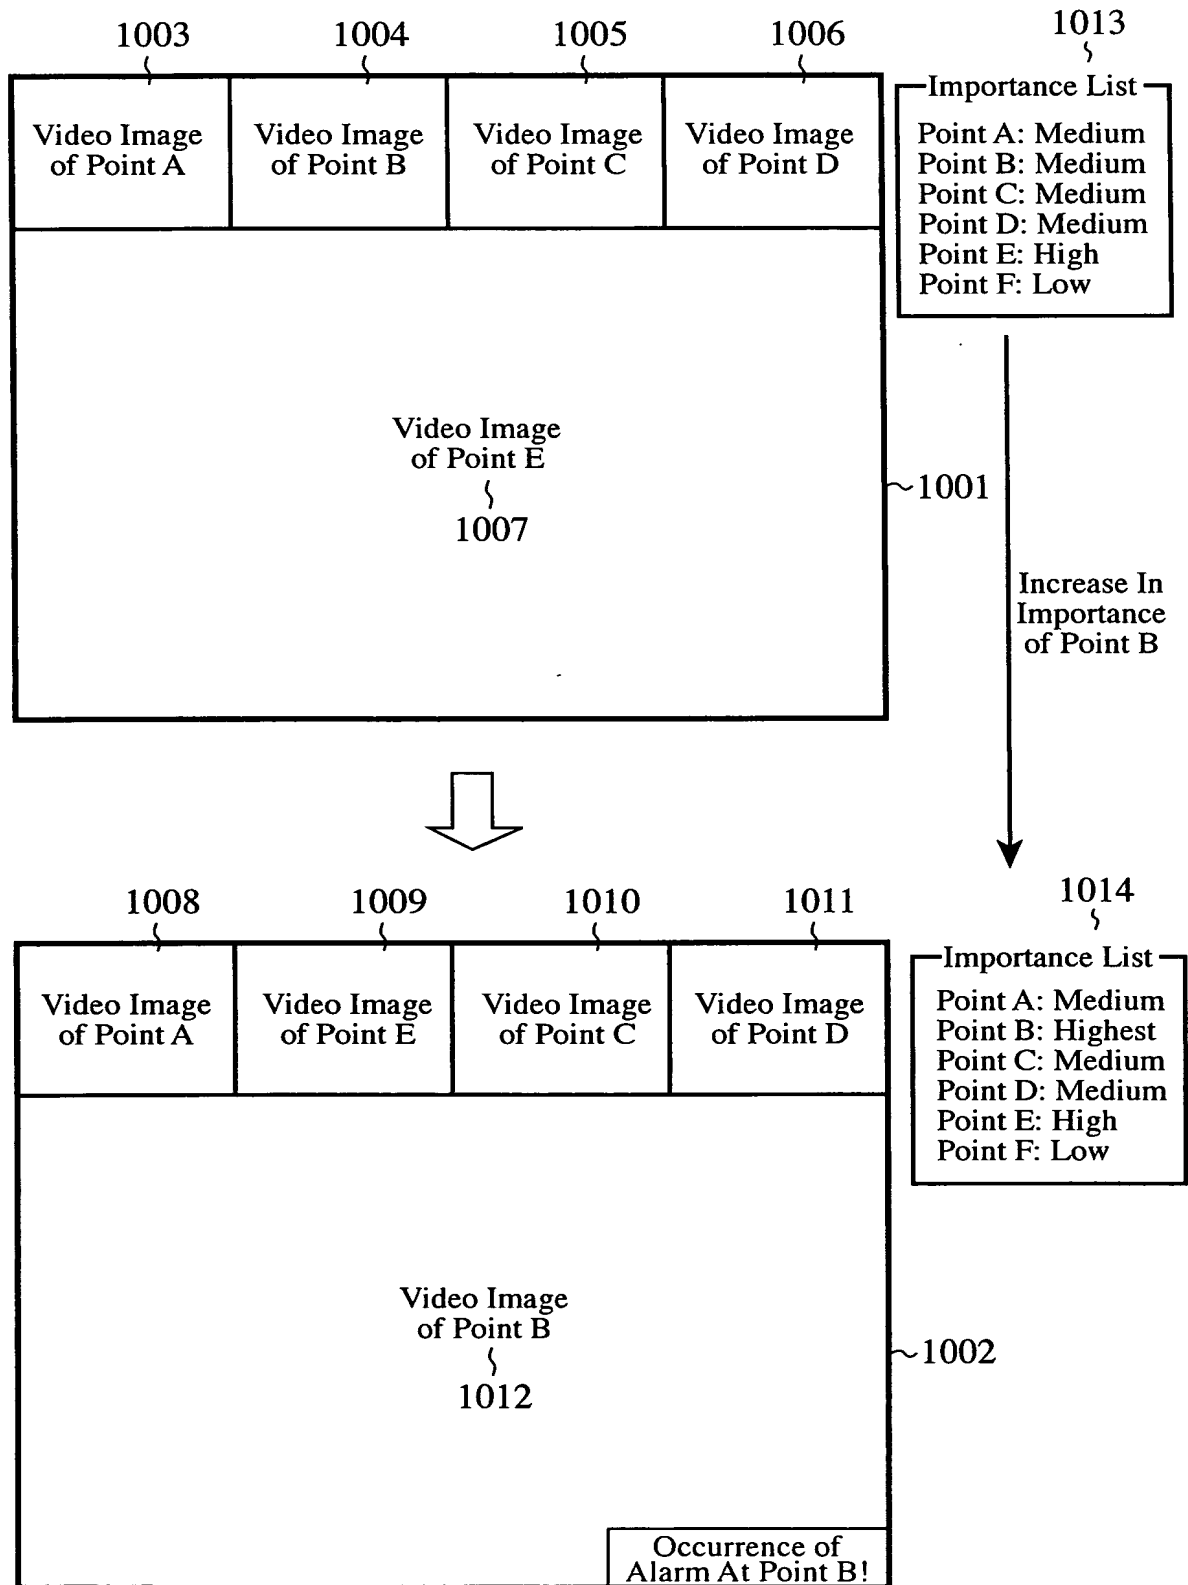 1003
1004
1005
1006
1013
Video Image
of Point A
Video Image
of Point B
Video Image
of Point C
Video Image
of Point D
Importance List
Point A: Medium
Point B: Medium
Point C: Medium
Point D: Medium
Point E: High
Point F: Low
Video Image
of Point E
1007
1001
Increase In
Importance
of Point B
1008
1009
1010
1011
1014
Video Image
of Point A
Video Image
of Point E
Video Image
of Point C
Video Image
of Point D
Importance List
Point A: Medium
Point B: Highest
Point C: Medium
Point D: Medium
Point E: High
Point F: Low
Video Image
of Point B
1012
1002
Occurrence of
Alarm At Point B!